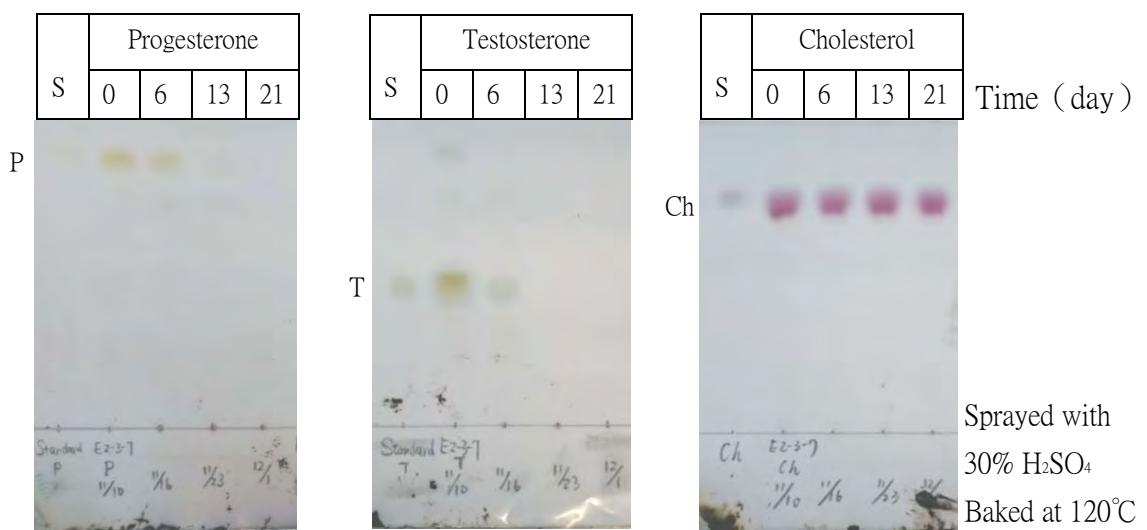 Progesterone
S
0 6 13 21
Testosterone
S
0 6 13 21
Cholesterol
S
0 6 13 21
Time（day）
P
T
Ch
Standard E2-3-7
P P
11/10 11/16 11/23 12/1
Standard E2-3-7
T T
11/10 11/16 11/23 12/1
Ch E2-3-7
Ch
11/10 11/16 11/23
Sprayed with
30% H₂SO₄
Baked at 120℃